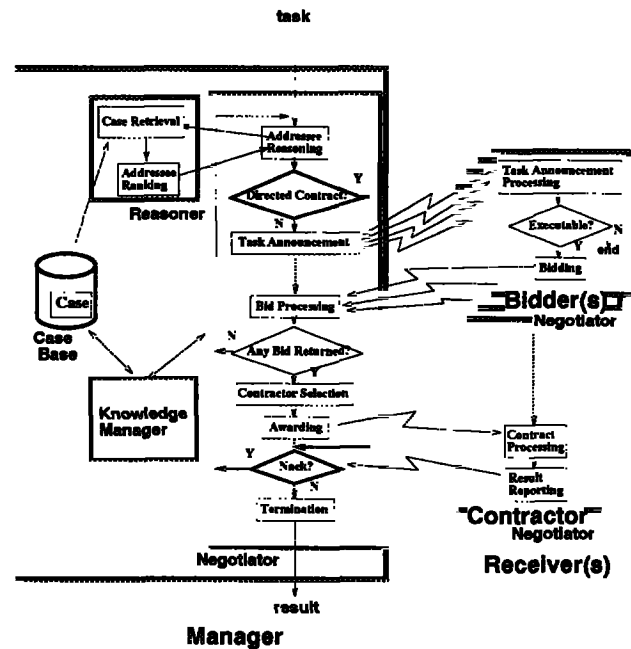 task
Case Retrieval
Addressee
Ranking
Reasoner
Addressee
Reasoning
Directed Contract?
Y
N
Task Announcement
Task Announcement
Processing
Executable?
Y
N
end
Bidding
Bidder(s)
Negotiator
Case
Case
Base
Bid Processing
N
Any Bid Returned?
Y
Contractor Selection
Knowledge
Manager
Awarding
Contract
Processing
Y
Nack?
N
Result
Reporting
Termination
Contractor
Negotiator
Negotiator
Receiver(s)
result
Manager